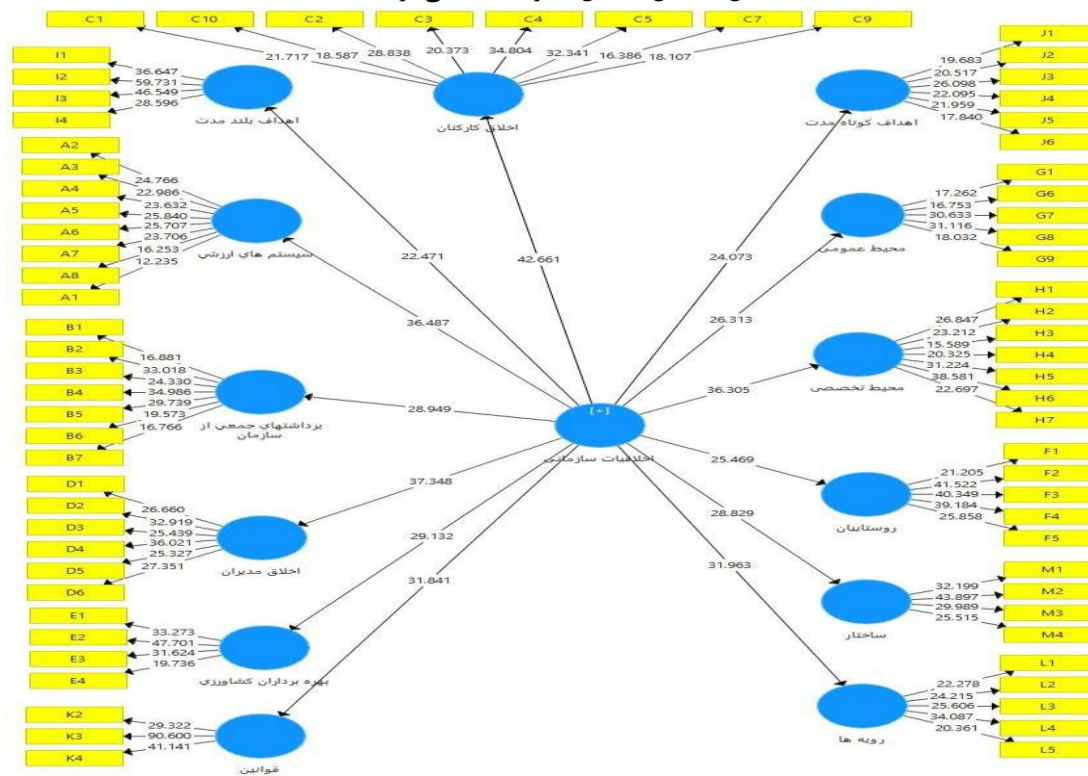 C1
C10
C2
C3
C4
C5
C7
C9
21.717
18.587
28.838
20.373
34.804
32.341
16.386
18.107
اخلاق کارکنان
I1
I2
I3
I4
36.647
59.731
46.549
28.596
اهداف بلند مدت
J1
J2
J3
J4
J5
J6
19.683
20.517
26.098
22.095
21.959
17.840
اهداف کوتاه مدت
A2
A3
A4
A5
A6
A7
A8
A1
24.766
22.986
23.632
25.840
25.707
23.706
16.253
12.235
سیستم های ارزشی
G1
G6
G7
G8
G9
17.262
16.753
30.633
31.116
18.032
محیط عمومی
22.471
42.661
24.073
36.487
26.313
B1
B2
B3
B4
B5
B6
B7
16.881
33.018
24.330
34.986
29.739
19.573
16.766
برداشتهای جمعی از
سازمان
H1
H2
H3
H4
H5
H6
H7
26.847
23.212
15.589
20.325
31.224
38.581
22.697
محیط تخصصی
28.949
36.305
[+]
اخلاقیات سازمانی
37.348
25.469
29.132
28.829
31.841
31.963
D1
D2
D3
D4
D5
D6
26.660
32.919
25.439
36.021
25.327
27.351
اخلاق مدیران
F1
F2
F3
F4
F5
21.205
41.522
40.349
39.184
25.858
روستاییان
E1
E2
E3
E4
33.273
47.701
31.624
19.736
بهره برداران کشاورزی
M1
M2
M3
M4
32.199
43.897
29.989
25.515
ساختار
K2
K3
K4
29.322
90.600
41.141
قوانین
L1
L2
L3
L4
L5
22.278
24.215
25.606
34.087
20.361
رویه ها